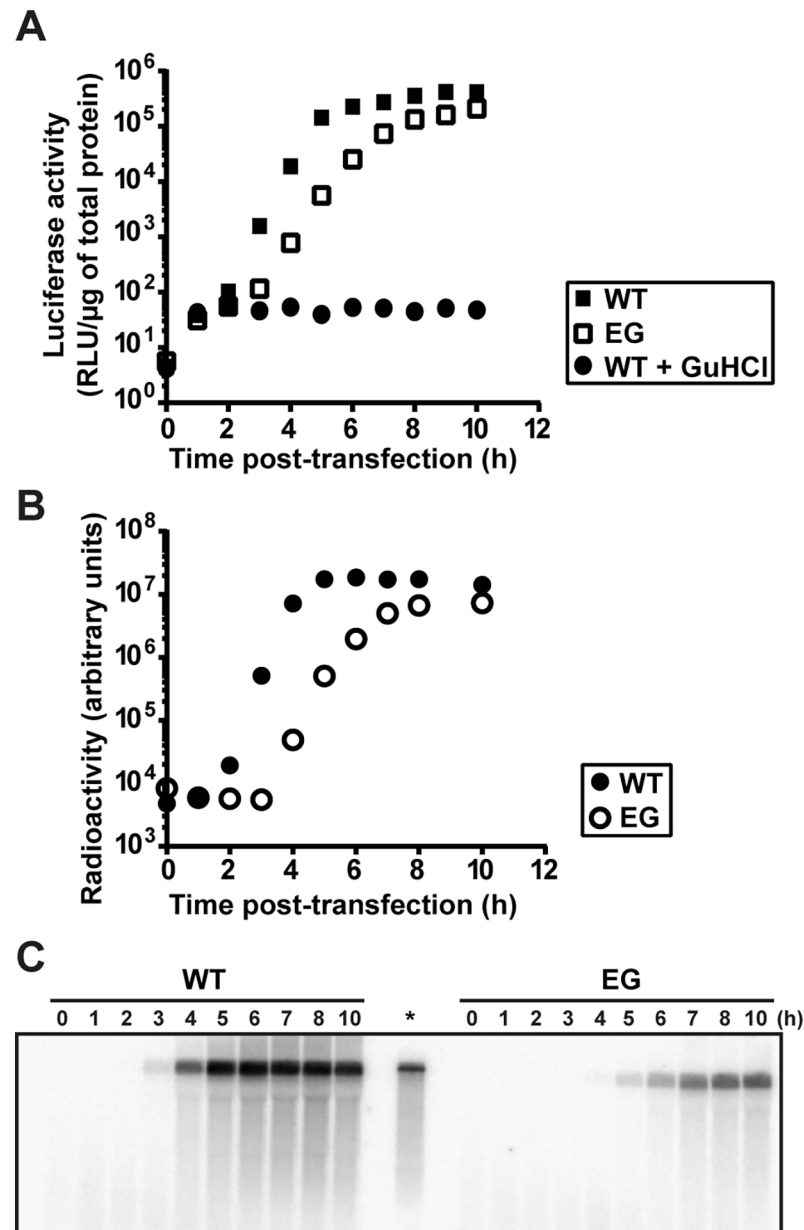 A
Luciferase activity
(RLU/µg of total protein)
10⁶
10⁵
10⁴
10³
10²
10¹
10⁰
0 2 4 6 8 10 12
Time post-transfection (h)
WT
EG
WT + GuHCl
B
Radioactivity (arbitrary units)
10⁸
10⁷
10⁶
10⁵
10⁴
10³
0 2 4 6 8 10 12
Time post-transfection (h)
WT
EG
C
WT EG
0 1 2 3 4 5 6 7 8 10 * 0 1 2 3 4 5 6 7 8 10 (h)